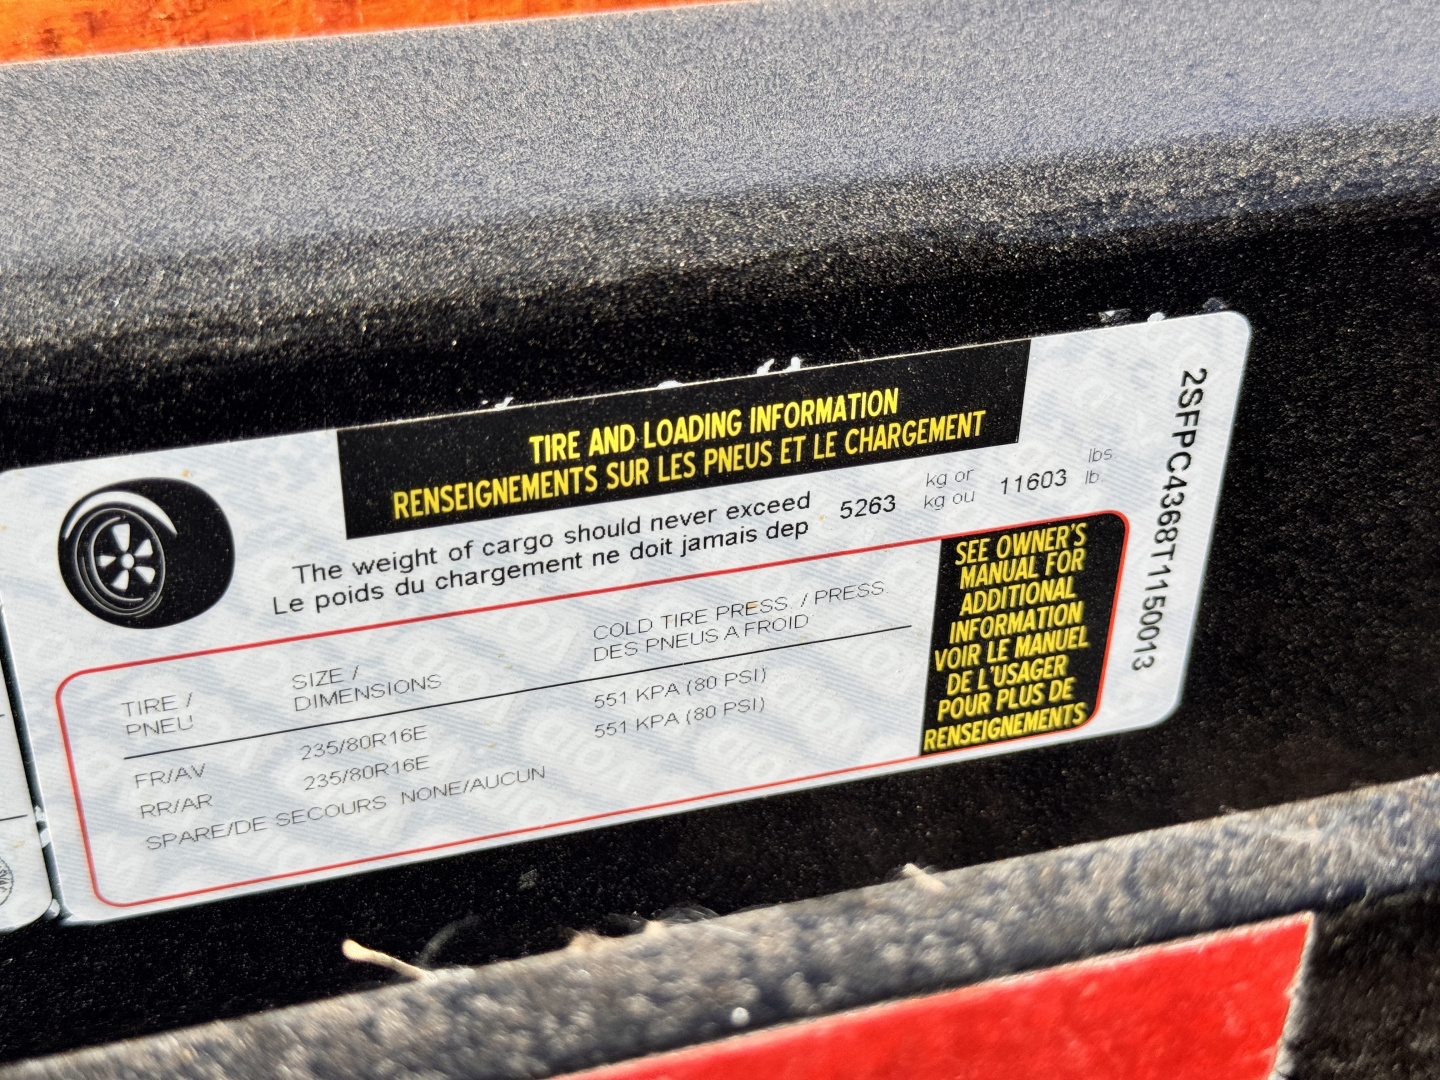 TIRE AND LOADING INFORMATION
RENSEIGNEMENTS SUR LES PNEUS ET LE CHARGEMENT
The weight of cargo should never exceed
Le poids du chargement ne doit jamais dep
5263
kg or
kg ou
11603
lbs
lb.
TIRE /
PNEU
SIZE /
DIMENSIONS
COLD TIRE PRESS. / PRESS.
DES PNEUS A FROID
FR/AV 235/80R16E 551 KPA (80 PSI)
RR/AR 235/80R16E 551 KPA (80 PSI)
SPARE/DE SECOURS NONE/AUCUN
SEE OWNER'S
MANUAL FOR
ADDITIONAL
INFORMATION
VOIR LE MANUEL
DE L'USAGER
POUR PLUS DE
RENSEIGNEMENTS
2SFPC4368T1150013